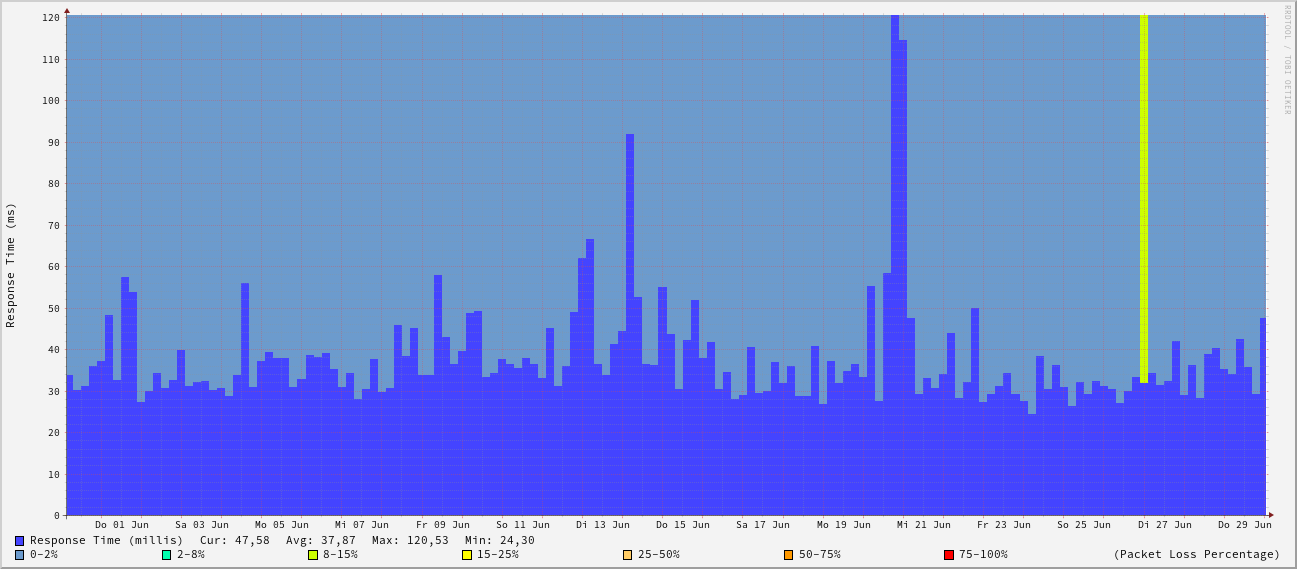 RRDTOOL / TOBI OETIKER
Response Time (ms)
120
110
100
90
80
70
60
50
40
30
20
10
0
Do 01 Jun Sa 03 Jun Mo 05 Jun Mi 07 Jun Fr 09 Jun So 11 Jun Di 13 Jun Do 15 Jun Sa 17 Jun Mo 19 Jun Mi 21 Jun Fr 23 Jun So 25 Jun Di 27 Jun Do 29 Jun
Response Time (millis) Cur: 47,58 Avg: 37,87 Max: 120,53 Min: 24,30
0-2% 2-8% 8-15% 15-25% 25-50% 50-75% 75-100% (Packet Loss Percentage)